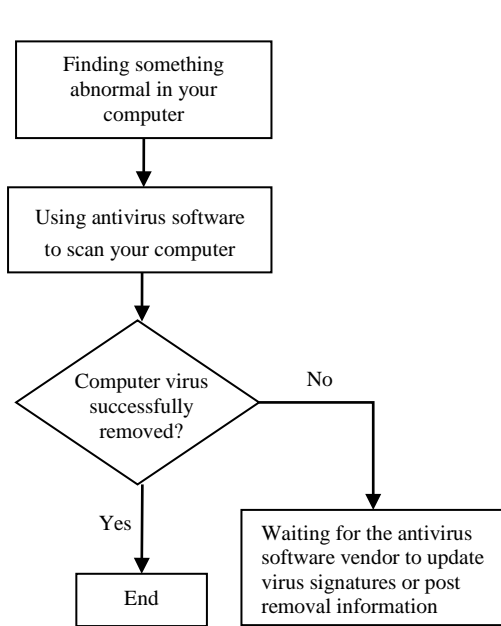 Finding something
abnormal in your
computer
Using antivirus software
to scan your computer
Computer virus
successfully
removed?
No
Yes
Waiting for the antivirus
software vendor to update
virus signatures or post
removal information
End